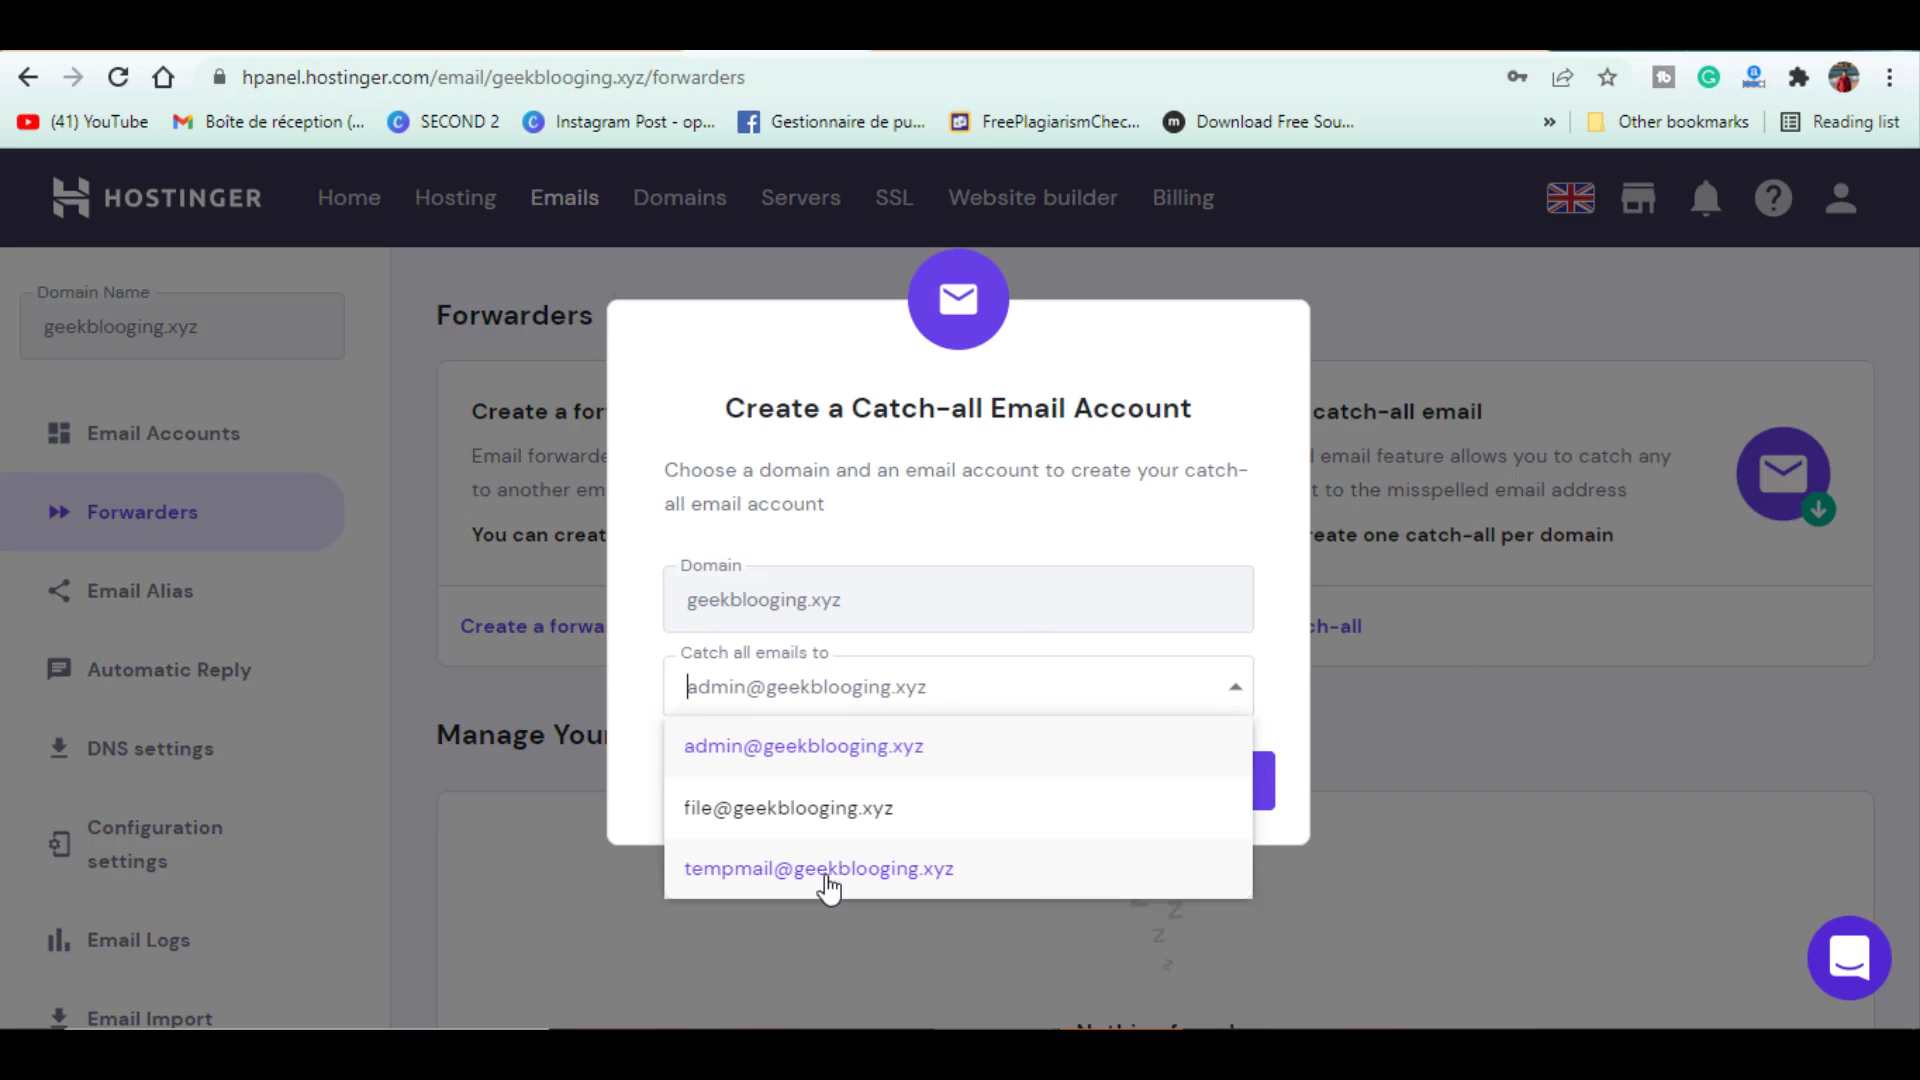 hpanel.hostinger.com/email/geekblooging.xyz/forwarders
(41) YouTube
Boîte de réception (...
SECOND 2
Instagram Post - op...
Gestionnaire de pu...
FreePlagiarismChec...
Download Free Sou...
»
Other bookmarks
Reading list
HOSTINGER
Home
Hosting
Emails
Domains
Servers
SSL
Website builder
Billing
Domain Name
geekblooging.xyz
Email Accounts
Forwarders
Email Alias
Automatic Reply
DNS settings
Configuration
settings
Email Logs
Email Import
Forwarders
Create a for
Email forwarde
to another em
You can creat
Create a forwa
catch-all email
l email feature allows you to catch any
t to the misspelled email address
reate one catch-all per domain
ch-all
Manage Your
Create a Catch-all Email Account
Choose a domain and an email account to create your catch-
all email account
Domain
geekblooging.xyz
Catch all emails to
admin@geekblooging.xyz
admin@geekblooging.xyz
file@geekblooging.xyz
tempmail@geekblooging.xyz
z
z
z